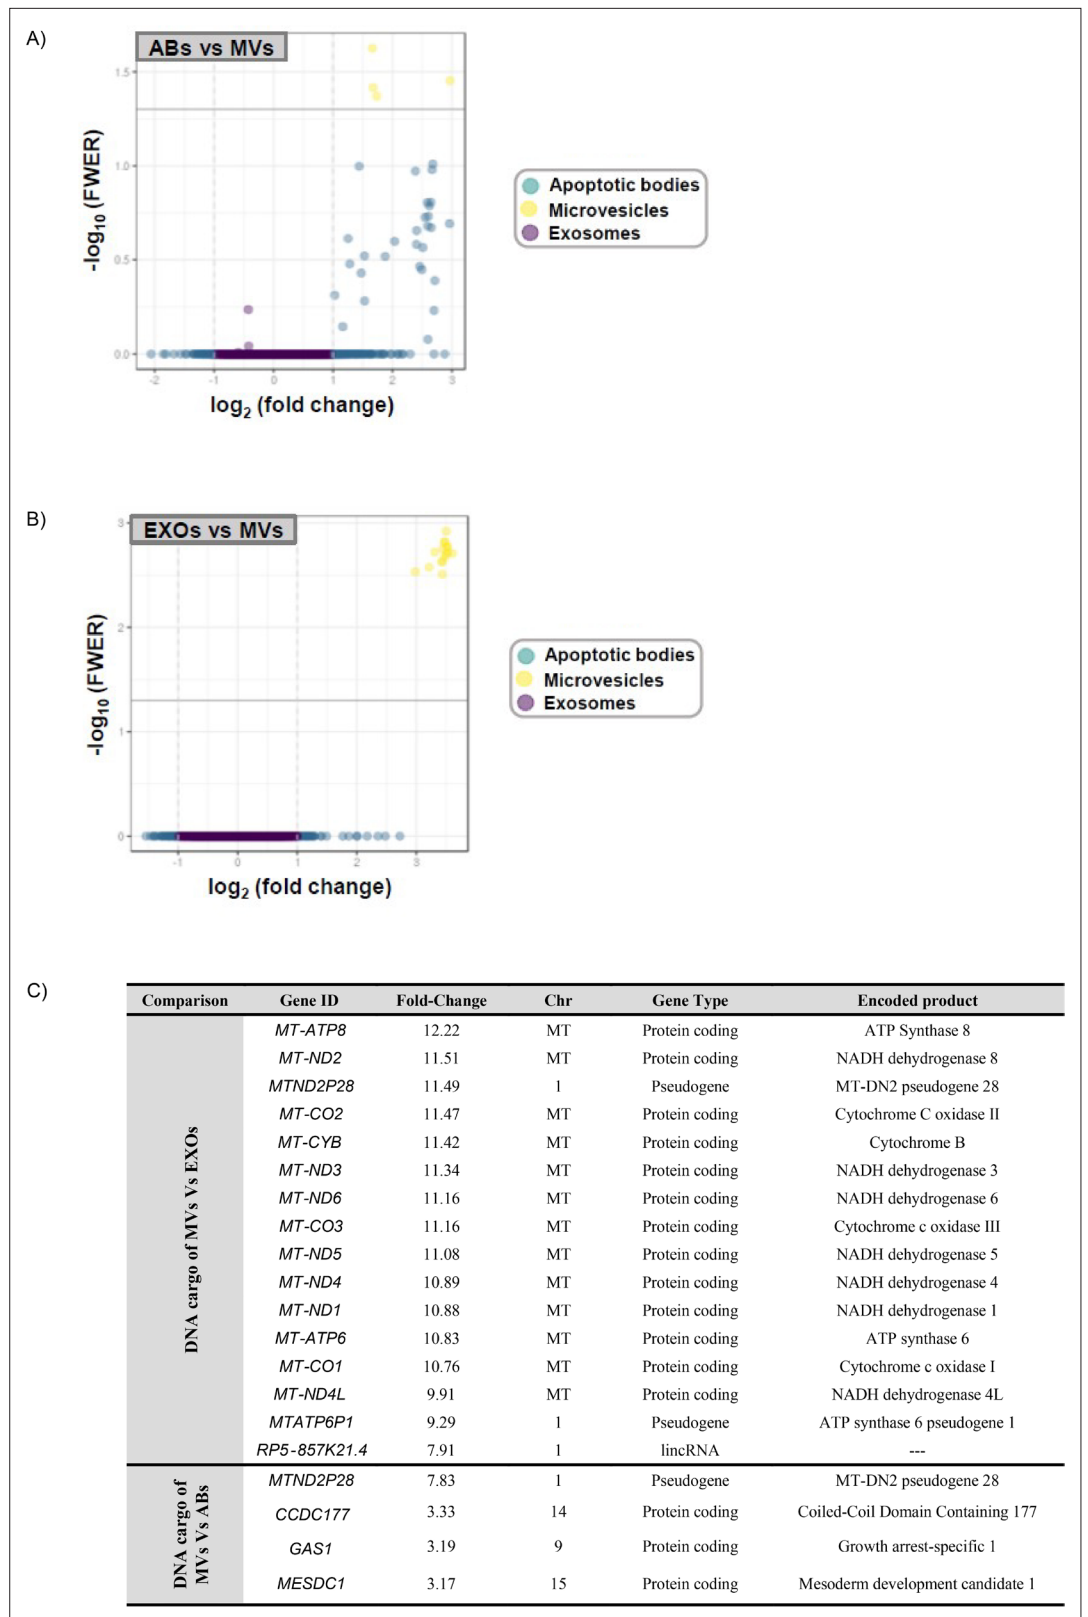 A)
ABs vs MVs
1.5
1.0
0.5
0.0
-2
-1
0
1
2
3
-log10 (FWER)
log2 (fold change)
Apoptotic bodies
Microvesicles
Exosomes
B)
EXOs vs MVs
3
2
1
0
-1
0
1
2
3
-log10 (FWER)
log2 (fold change)
Apoptotic bodies
Microvesicles
Exosomes
C)
Comparison Gene ID Fold-Change Chr Gene Type Encoded product
DNA cargo of MVs Vs EXOs
MT-ATP8 12.22 MT Protein coding ATP Synthase 8
MT-ND2 11.51 MT Protein coding NADH dehydrogenase 8
MTND2P28 11.49 1 Pseudogene MT-DN2 pseudogene 28
MT-CO2 11.47 MT Protein coding Cytochrome C oxidase II
MT-CYB 11.42 MT Protein coding Cytochrome B
MT-ND3 11.34 MT Protein coding NADH dehydrogenase 3
MT-ND6 11.16 MT Protein coding NADH dehydrogenase 6
MT-CO3 11.16 MT Protein coding Cytochrome c oxidase III
MT-ND5 11.08 MT Protein coding NADH dehydrogenase 5
MT-ND4 10.89 MT Protein coding NADH dehydrogenase 4
MT-ND1 10.88 MT Protein coding NADH dehydrogenase 1
MT-ATP6 10.83 MT Protein coding ATP synthase 6
MT-CO1 10.76 MT Protein coding Cytochrome c oxidase I
MT-ND4L 9.91 MT Protein coding NADH dehydrogenase 4L
MTATP6P1 9.29 1 Pseudogene ATP synthase 6 pseudogene 1
RP5-857K21.4 7.91 1 lincRNA ---
DNA cargo of
MVs Vs ABs
MTND2P28 7.83 1 Pseudogene MT-DN2 pseudogene 28
CCDC177 3.33 14 Protein coding Coiled-Coil Domain Containing 177
GAS1 3.19 9 Protein coding Growth arrest-specific 1
MESDC1 3.17 15 Protein coding Mesoderm development candidate 1